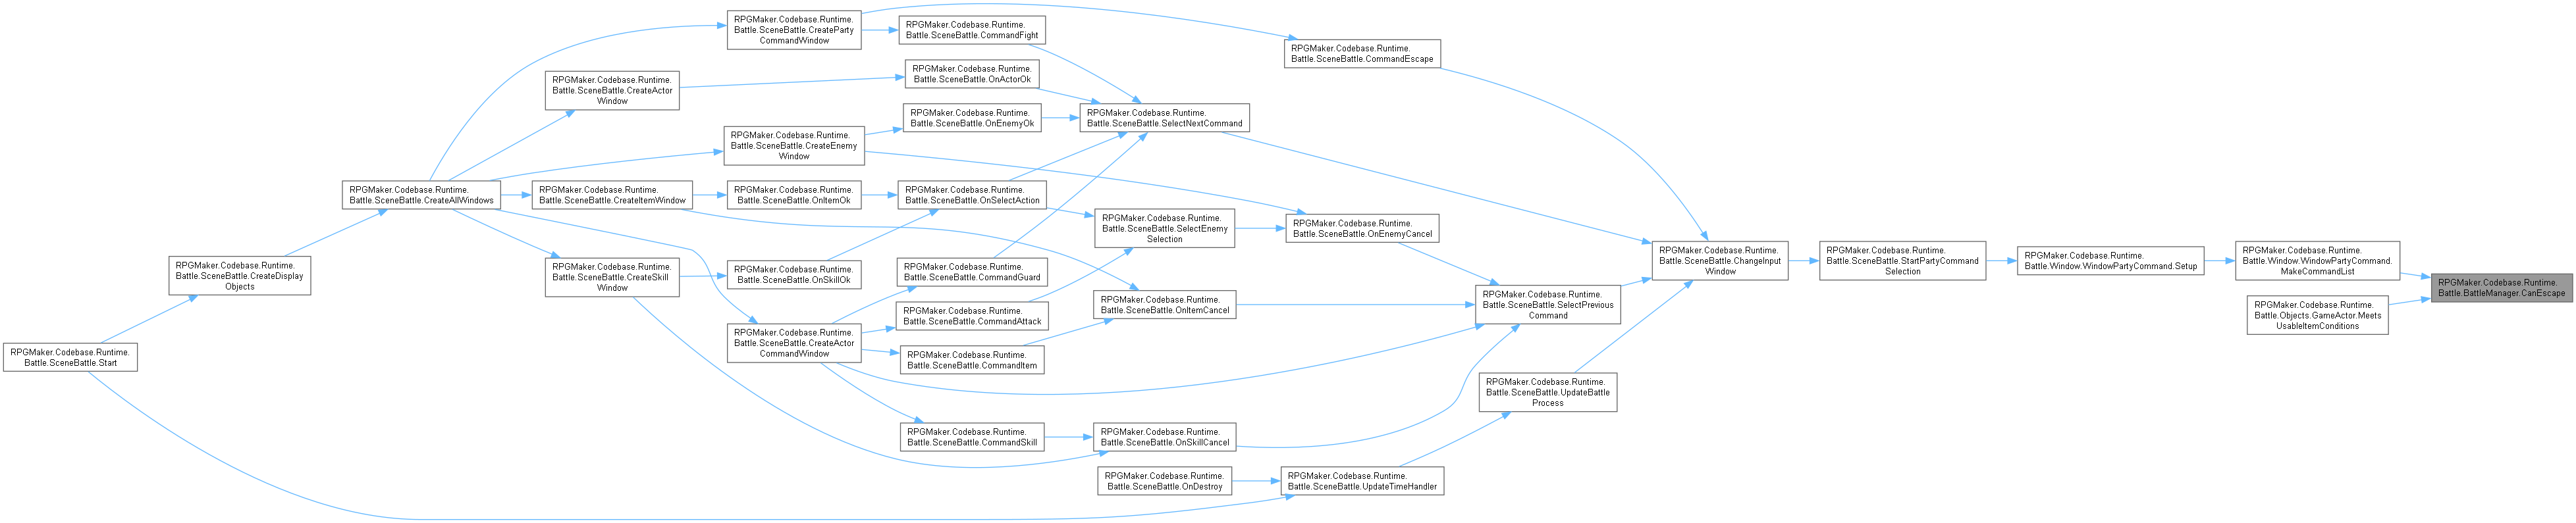 RPGMaker.Codebase.Runtime.
Battle.SceneBattle.Start
RPGMaker.Codebase.Runtime.
Battle.SceneBattle.CreateDisplay
Objects
RPGMaker.Codebase.Runtime.
Battle.SceneBattle.CreateAllWindows
RPGMaker.Codebase.Runtime.
Battle.SceneBattle.CreateActor
Window
RPGMaker.Codebase.Runtime.
Battle.SceneBattle.CreateItemWindow
RPGMaker.Codebase.Runtime.
Battle.SceneBattle.CreateSkill
Window
RPGMaker.Codebase.Runtime.
Battle.SceneBattle.CreateParty
CommandWindow
RPGMaker.Codebase.Runtime.
Battle.SceneBattle.CreateEnemy
Window
RPGMaker.Codebase.Runtime.
Battle.SceneBattle.OnItemOk
RPGMaker.Codebase.Runtime.
Battle.SceneBattle.OnSkillOk
RPGMaker.Codebase.Runtime.
Battle.SceneBattle.CreateActor
CommandWindow
RPGMaker.Codebase.Runtime.
Battle.SceneBattle.CommandFight
RPGMaker.Codebase.Runtime.
Battle.SceneBattle.OnActorOk
RPGMaker.Codebase.Runtime.
Battle.SceneBattle.OnEnemyOk
RPGMaker.Codebase.Runtime.
Battle.SceneBattle.OnSelectAction
RPGMaker.Codebase.Runtime.
Battle.SceneBattle.CommandGuard
RPGMaker.Codebase.Runtime.
Battle.SceneBattle.CommandAttack
RPGMaker.Codebase.Runtime.
Battle.SceneBattle.CommandItem
RPGMaker.Codebase.Runtime.
Battle.SceneBattle.CommandSkill
RPGMaker.Codebase.Runtime.
Battle.SceneBattle.SelectNextCommand
RPGMaker.Codebase.Runtime.
Battle.SceneBattle.SelectEnemy
Selection
RPGMaker.Codebase.Runtime.
Battle.SceneBattle.OnItemCancel
RPGMaker.Codebase.Runtime.
Battle.SceneBattle.OnSkillCancel
RPGMaker.Codebase.Runtime.
Battle.SceneBattle.OnDestroy
RPGMaker.Codebase.Runtime.
Battle.SceneBattle.CommandEscape
RPGMaker.Codebase.Runtime.
Battle.SceneBattle.OnEnemyCancel
RPGMaker.Codebase.Runtime.
Battle.SceneBattle.UpdateTimeHandler
RPGMaker.Codebase.Runtime.
Battle.SceneBattle.SelectPrevious
Command
RPGMaker.Codebase.Runtime.
Battle.SceneBattle.UpdateBattle
Process
RPGMaker.Codebase.Runtime.
Battle.SceneBattle.ChangeInput
Window
RPGMaker.Codebase.Runtime.
Battle.SceneBattle.StartPartyCommand
Selection
RPGMaker.Codebase.Runtime.
Battle.Window.WindowPartyCommand.Setup
RPGMaker.Codebase.Runtime.
Battle.Window.WindowPartyCommand.
MakeCommandList
RPGMaker.Codebase.Runtime.
Battle.Objects.GameActor.Meets
UsableItemConditions
RPGMaker.Codebase.Runtime.
Battle.BattleManager.CanEscape